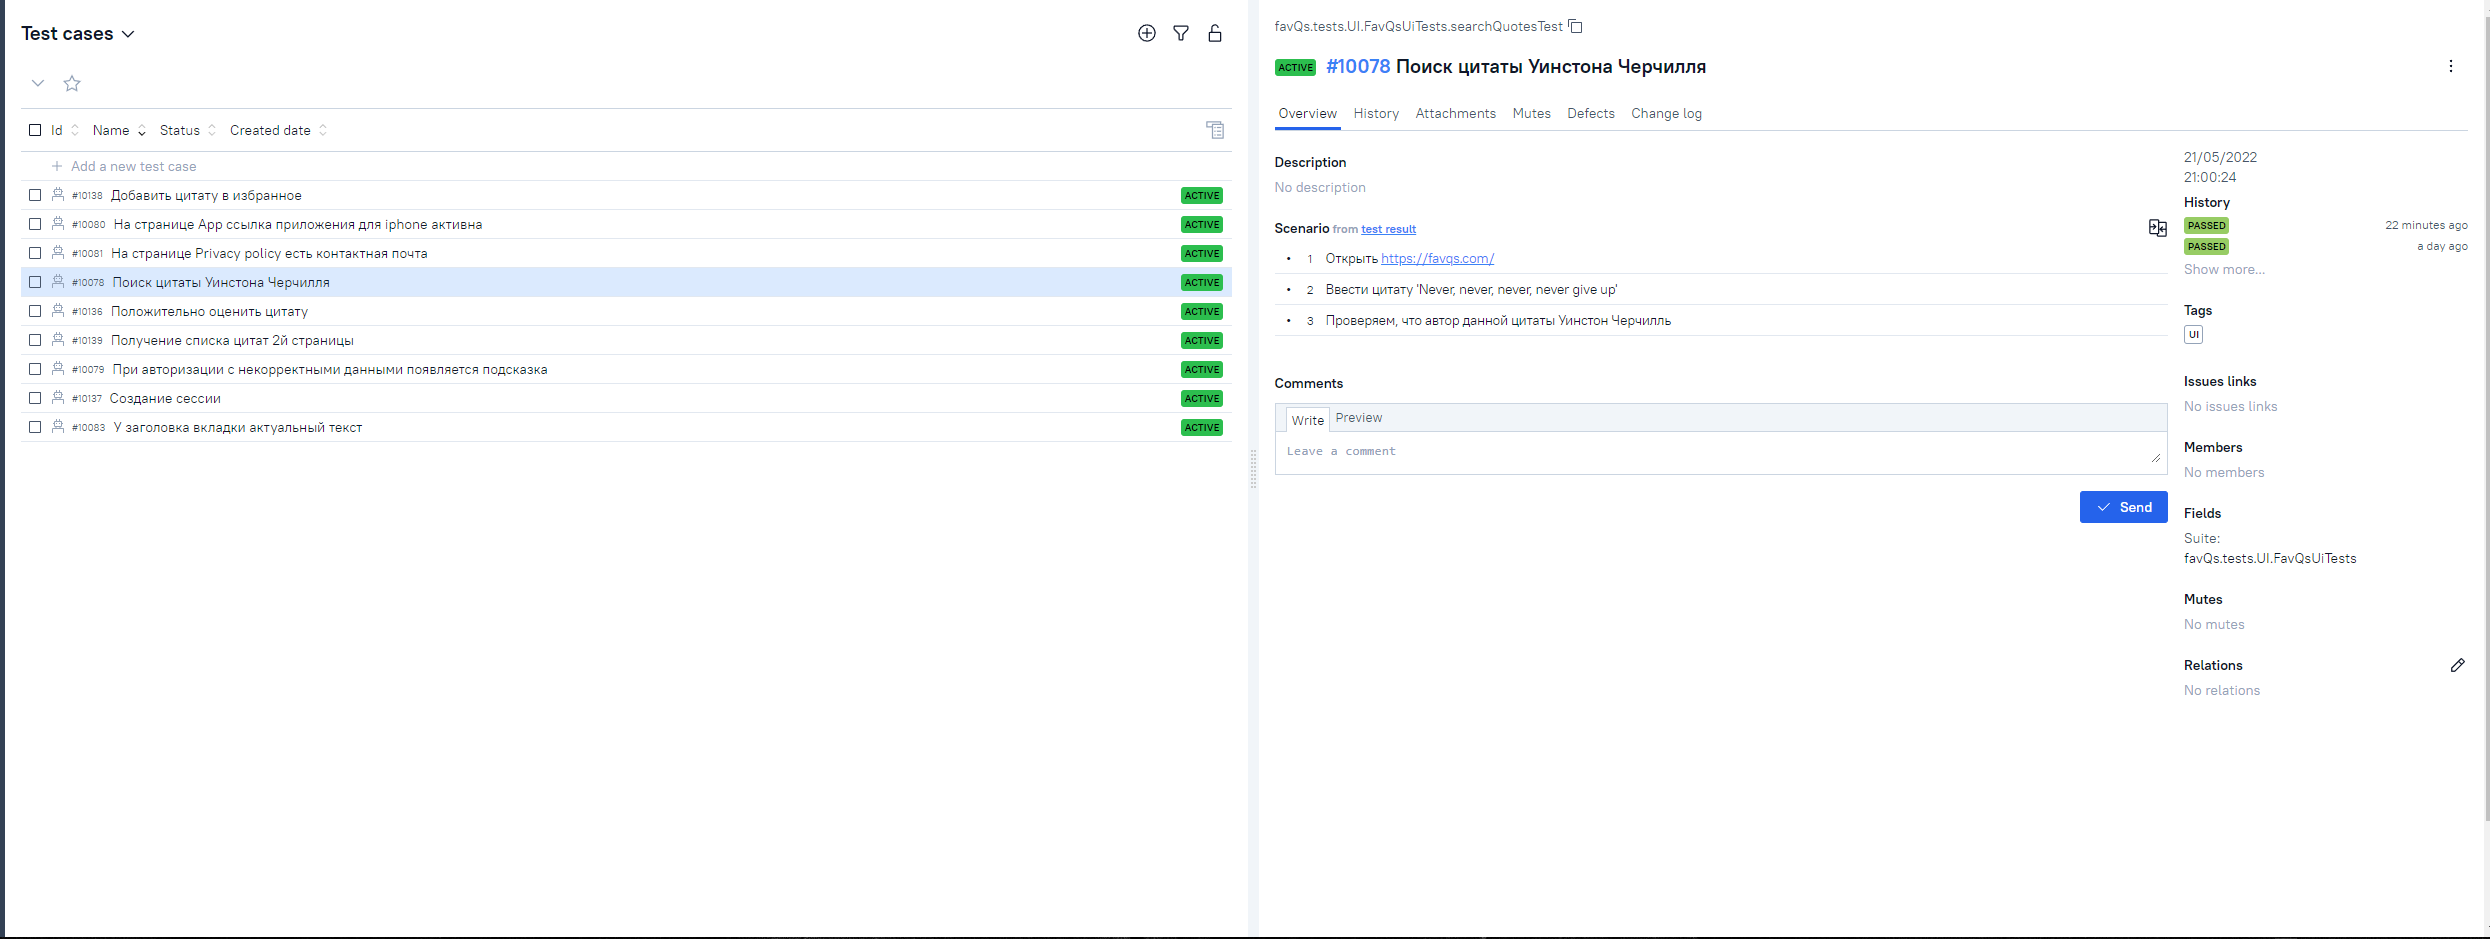 Test cases
Id Name Status Created date
Add a new test case
#10138 Добавить цитату в избранное ACTIVE
#10080 На странице App ссылка приложения для iphone активна ACTIVE
#10081 На странице Privacy policy есть контактная почта ACTIVE
#10078 Поиск цитаты Уинстона Черчилля ACTIVE
#10136 Положительно оценить цитату ACTIVE
#10139 Получение списка цитат 2й страницы ACTIVE
#10079 При авторизации с некорректными данными появляется подсказка ACTIVE
#10137 Создание сессии ACTIVE
#10083 У заголовка вкладки актуальный текст ACTIVE
favQs.tests.UI.FavQsUiTests.searchQuotesTest
ACTIVE #10078 Поиск цитаты Уинстона Черчилля
Overview History Attachments Mutes Defects Change log
Description
No description
Scenario from test result
1 Открыть https://favqs.com/
2 Ввести цитату 'Never, never, never, never give up'
3 Проверяем, что автор данной цитаты Уинстон Черчилль
Comments
Write Preview
Leave a comment
Send
21/05/2022
21:00:24
History
PASSED 22 minutes ago
PASSED a day ago
Show more...
Tags
UI
Issues links
No issues links
Members
No members
Fields
Suite:
favQs.tests.UI.FavQsUiTests
Mutes
No mutes
Relations
No relations